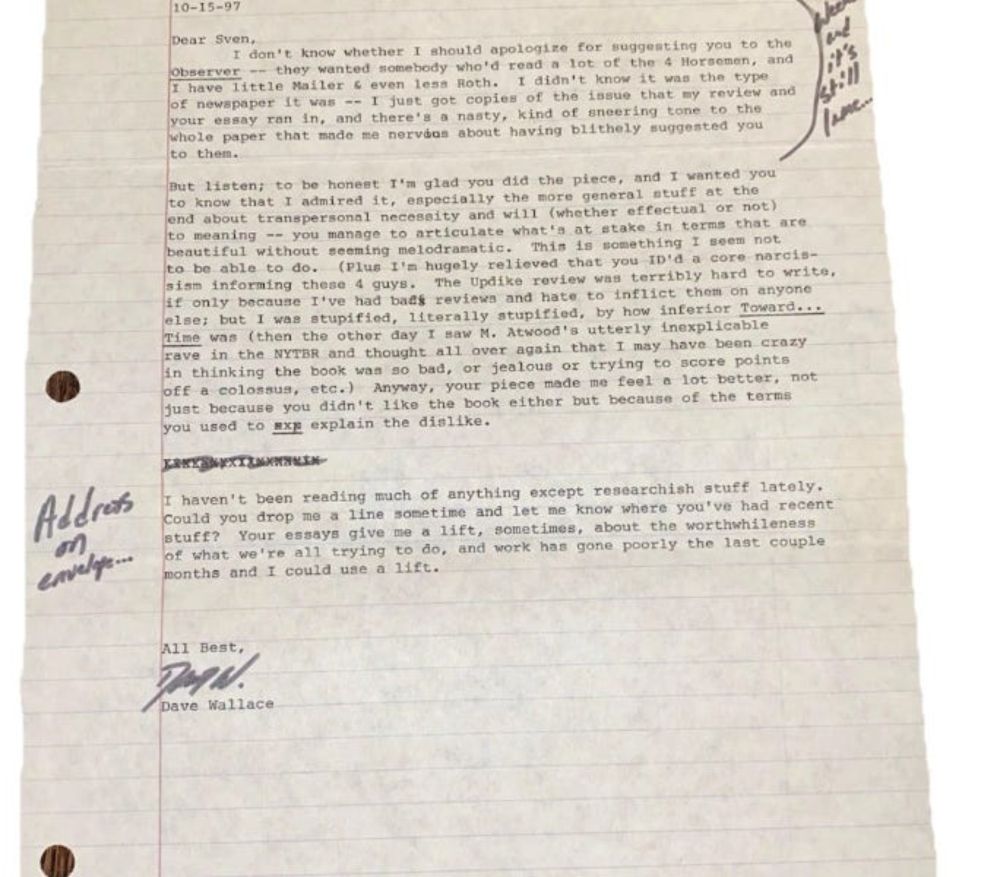 10-15-97
and
it's
still
lame...
Dear Sven,
I don't know whether I should apologize for suggesting you to the
Observer -- they wanted somebody who'd read a lot of the 4 Horsemen, and
I have little Mailer & even less Roth. I didn't know it was the type
of newspaper it was -- I just got copies of the issue that my review and
your essay ran in, and there's a nasty, kind of sneering tone to the
whole paper that made me nervous about having blithely suggested you
to them.
But listen; to be honest I'm glad you did the piece, and I wanted you
to know that I admired it, especially the more general stuff at the
end about transpersonal necessity and will (whether effectual or not)
to meaning -- you manage to articulate what's at stake in terms that are
beautiful without seeming melodramatic. This is something I seem not
to be able to do. (Plus I'm hugely relieved that you ID'd a core narcis-
sism informing these 4 guys. The Updike review was terribly hard to write,
if only because I've had bad reviews and hate to inflict them on anyone
else; but I was stupified, literally stupified, by how inferior Toward...
Time was (then the other day I saw M. Atwood's utterly inexplicable
rave in the NYTBR and thought all over again that I may have been crazy
in thinking the book was so bad, or jealous or trying to score points
off a colossus, etc.) Anyway, your piece made me feel a lot better, not
just because you didn't like the book either but because of the terms
you used to exp explain the dislike.
I haven't been reading much of anything except researchish stuff lately.
Could you drop me a line sometime and let me know where you've had recent
stuff? Your essays give me a lift, sometimes, about the worthwhileness
of what we're all trying to do, and work has gone poorly the last couple
months and I could use a lift.
Address
on
envelope...
All Best,
Dave W.
Dave Wallace